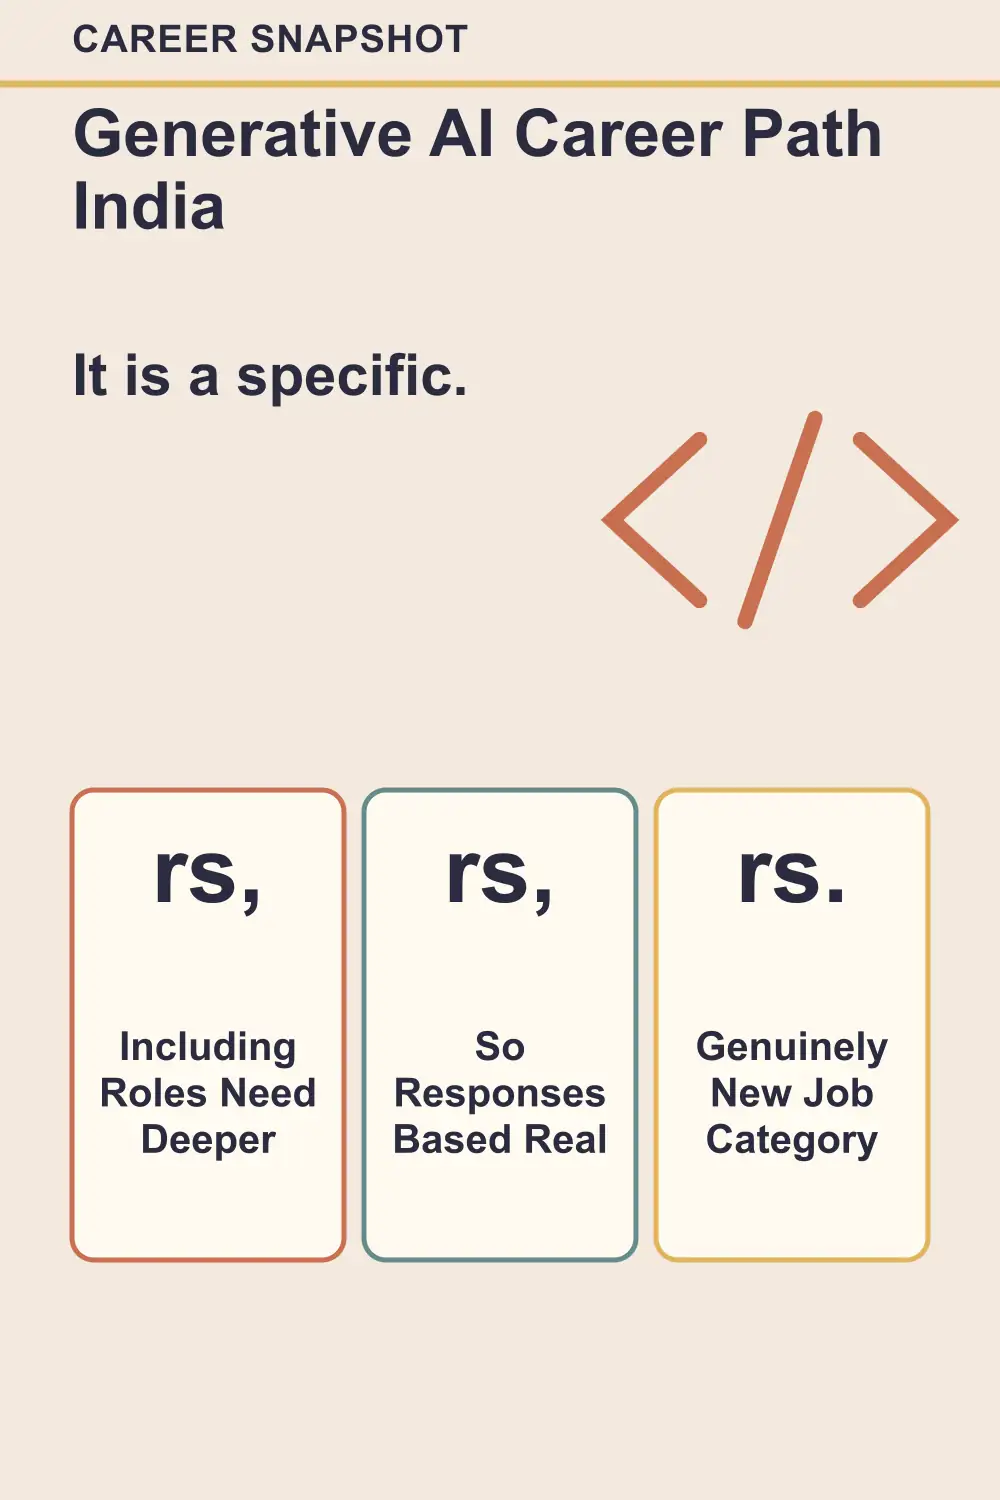 CAREER SNAPSHOT
Generative AI Career Path
India
It is a specific.
</>
rs,
Including
Roles Need
Deeper
rs,
So
Responses
Based Real
rs.
Genuinely
New Job
Category